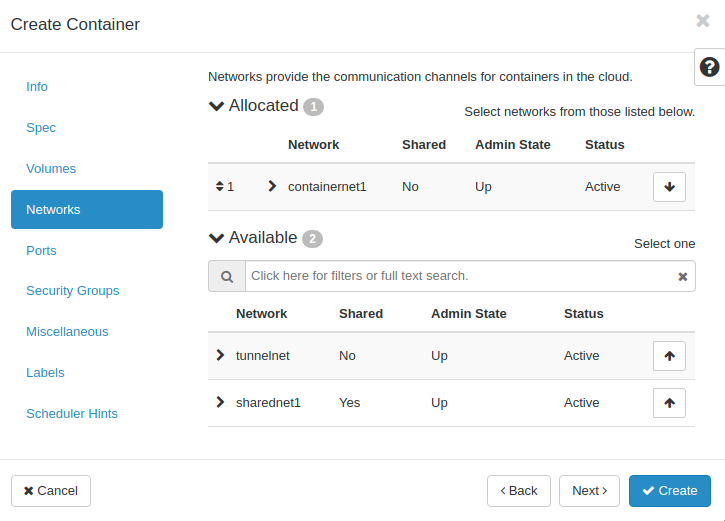 Create Container
Info
Spec
Volumes
Networks
Ports
Security Groups
Miscellaneous
Labels
Scheduler Hints
Networks provide the communication channels for containers in the cloud.
Allocated 1
Select networks from those listed below.
Network Shared Admin State Status
1 containernet1 No Up Active
Available 2
Select one
Click here for filters or full text search.
Network Shared Admin State Status
tunnelnet No Up Active
sharednet1 Yes Up Active
Cancel
Back
Next
Create